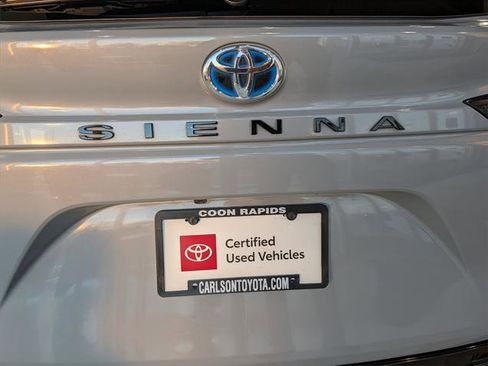 SIENNA
COON RAPIDS
Certified
Used Vehicles
CARLSONTOYOTA.COM